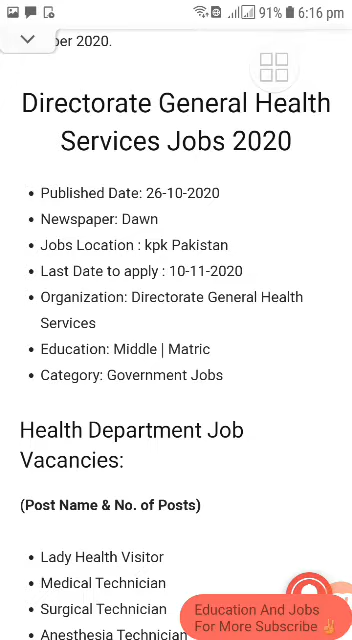 91% 6:16 pm
ber 2020.
Directorate General Health
Services Jobs 2020
• Published Date: 26-10-2020
• Newspaper: Dawn
• Jobs Location : kpk Pakistan
• Last Date to apply : 10-11-2020
• Organization: Directorate General Health
Services
• Education: Middle | Matric
• Category: Government Jobs
Health Department Job
Vacancies:
(Post Name & No. of Posts)
• Lady Health Visitor
• Medical Technician
• Surgical Technician
• Anesthesia Technician
Education And Jobs
For More Subscribe ✌